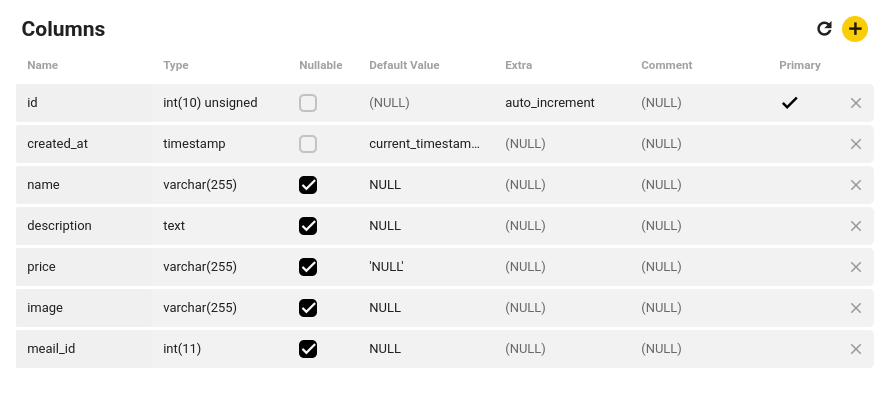 Columns
Name Type Nullable Default Value Extra Comment Primary
id int(10) unsigned (NULL) auto_increment (NULL)
created_at timestamp current_timestam... (NULL) (NULL)
name varchar(255) NULL (NULL) (NULL)
description text NULL (NULL) (NULL)
price varchar(255) 'NULL' (NULL) (NULL)
image varchar(255) NULL (NULL) (NULL)
meail_id int(11) NULL (NULL) (NULL)